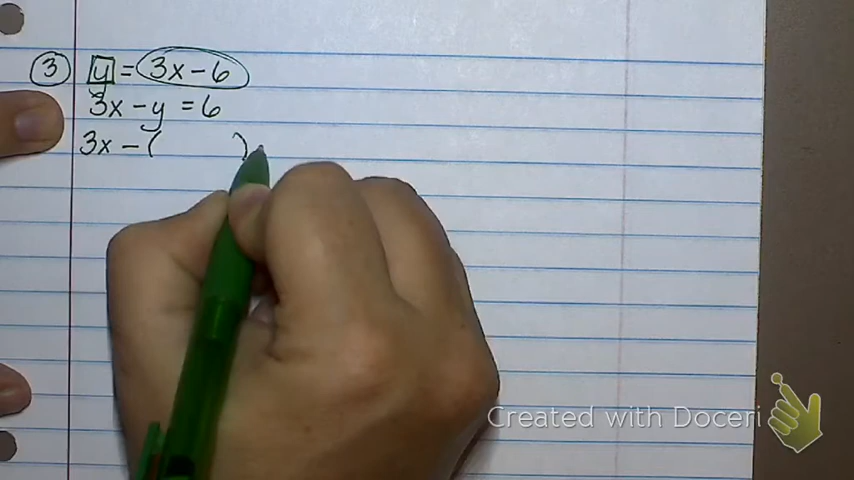 3 y = 3x - 6
3x - y = 6
3x - ( )
Created with Doceri